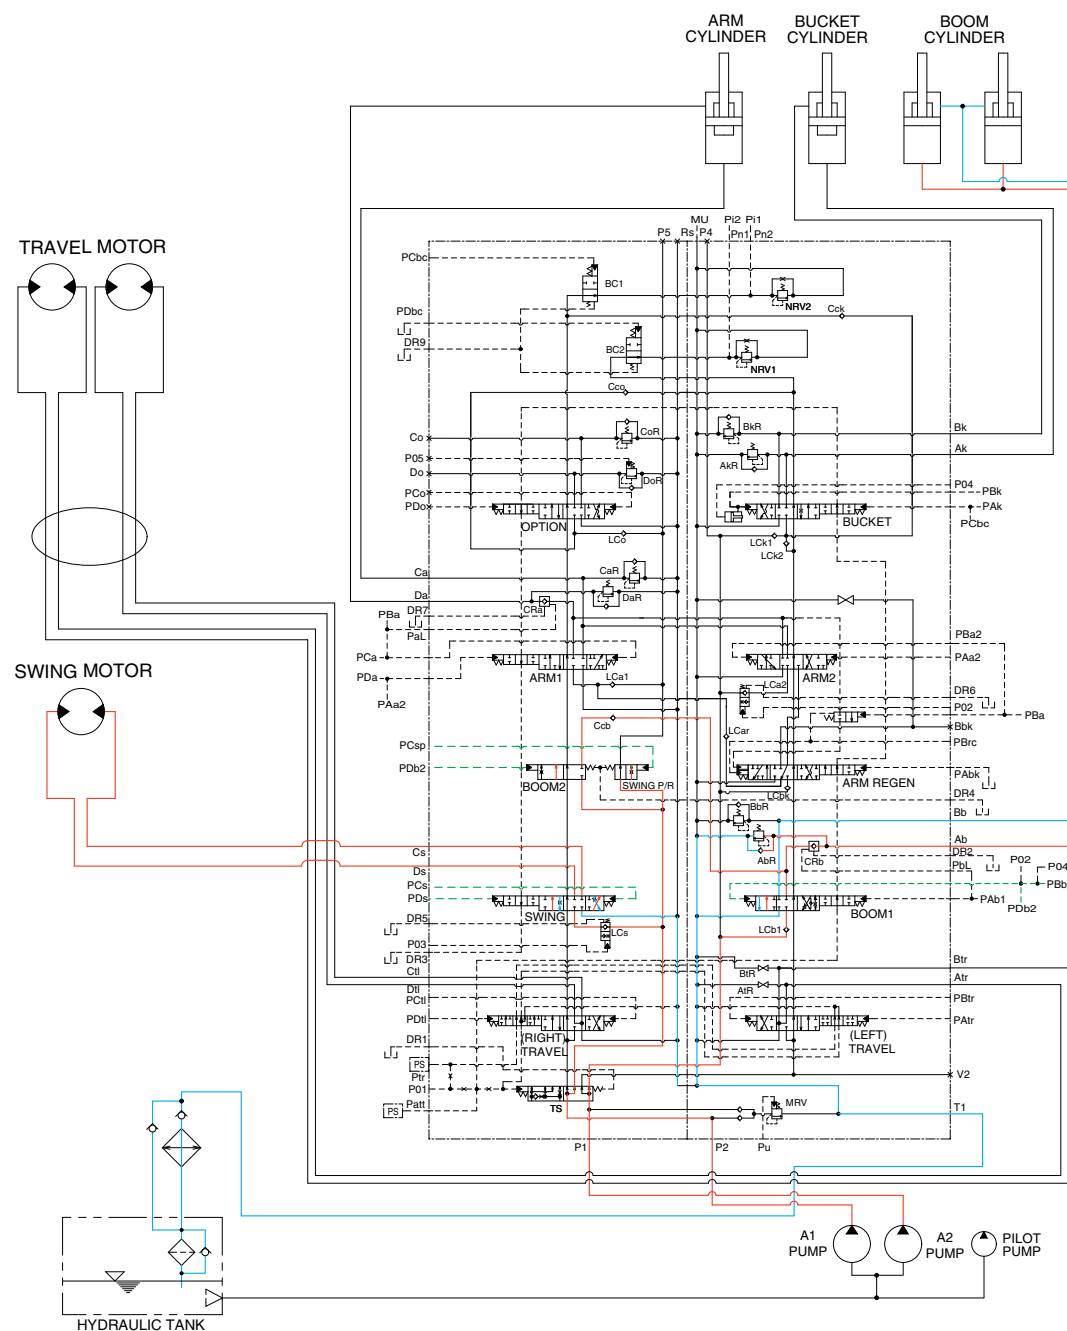 ARM
CYLINDER
BUCKET
CYLINDER
BOOM
CYLINDER
TRAVEL MOTOR
SWING MOTOR
MU
Pi2 Pi1
P5
Rs
P4
Pn1
Pn2
PCbc
BC1
NRV2
Cck
PDbc
DR9
BC2
NRV1
Cco
Co
CoR
BkR
Bk
P05
Do
DoR
AkR
Ak
PCo
PDo
OPTION
LCo
P04
PBk
PAk
PCbc
BUCKET
LCk1
LCk2
Ca
CaR
Da
DaR
DR7
CRa
PBa
PaL
PCa
PDa
PAa2
ARM1
LCa1
PBa2
PAa2
ARM2
LCa2
DR6
P02
PBa
Ccb
LCar
Bbk
PCsp
PBrc
PDb2
BOOM2
SWING P/R
PAbk
ARM REGEN
LCbk
DR4
BbR
Bb
Cs
AbR
CRb
Ab
Ds
DR2
PbL
P02
P04
PCs
PDs
SWING
PBb
PAb1
PDb2
BOOM1
DR5
LCs
LCb1
P03
DR3
Ctl
BtR
Btr
Dtl
AtR
Atr
PCtl
PBtr
PDtl
(RIGHT)
TRAVEL
PAtr
(LEFT)
TRAVEL
DR1
PS
Ptr
P01
V2
Patt
PS
TS
MRV
T1
P1
P2
Pu
A1
PUMP
A2
PUMP
PILOT
PUMP
HYDRAULIC TANK